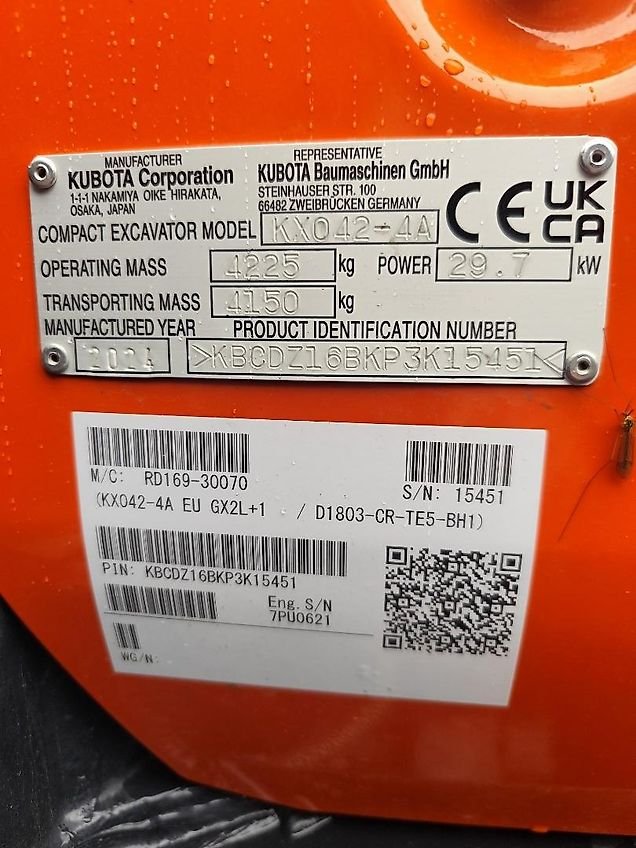 MANUFACTURER
KUBOTA Corporation
1-1-1 NAKAMIYA OIKE HIRAKATA,
OSAKA, JAPAN
REPRESENTATIVE
KUBOTA Baumaschinen GmbH
STEINHAUSER STR. 100
66482 ZWEIBRÜCKEN GERMANY
CE UK
CA
COMPACT EXCAVATOR MODEL KX042-4A
OPERATING MASS 4225 kg POWER 29.7 kW
TRANSPORTING MASS 4150 kg
MANUFACTURED YEAR PRODUCT IDENTIFICATION NUMBER
2024 >KBCDZ16BKP3K15451<
M/C: RD169-30070 S/N: 15451
(KX042-4A EU GX2L+1 / D1803-CR-TE5-BH1)
PIN: KBCDZ16BKP3K15451
Eng.S/N
7PU0621
WG/N: